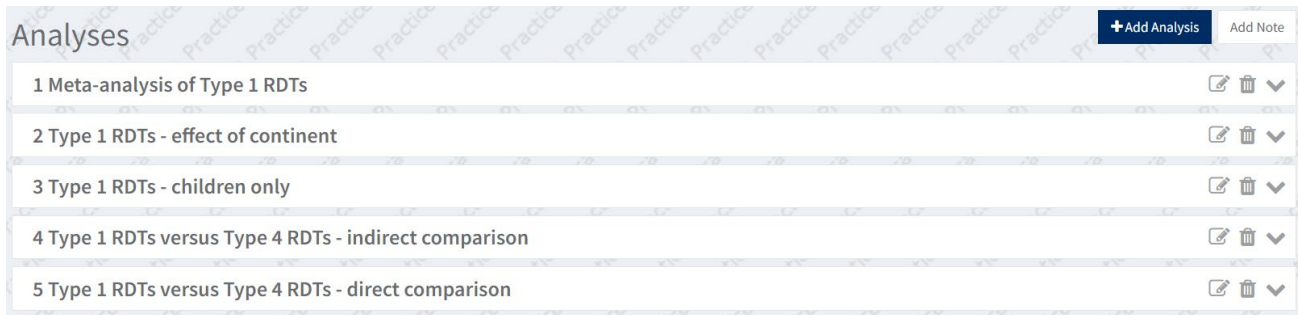 Analyses
+Add Analysis
Add Note
1 Meta-analysis of Type 1 RDTs
2 Type 1 RDTs - effect of continent
3 Type 1 RDTs - children only
4 Type 1 RDTs versus Type 4 RDTs - indirect comparison
5 Type 1 RDTs versus Type 4 RDTs - direct comparison